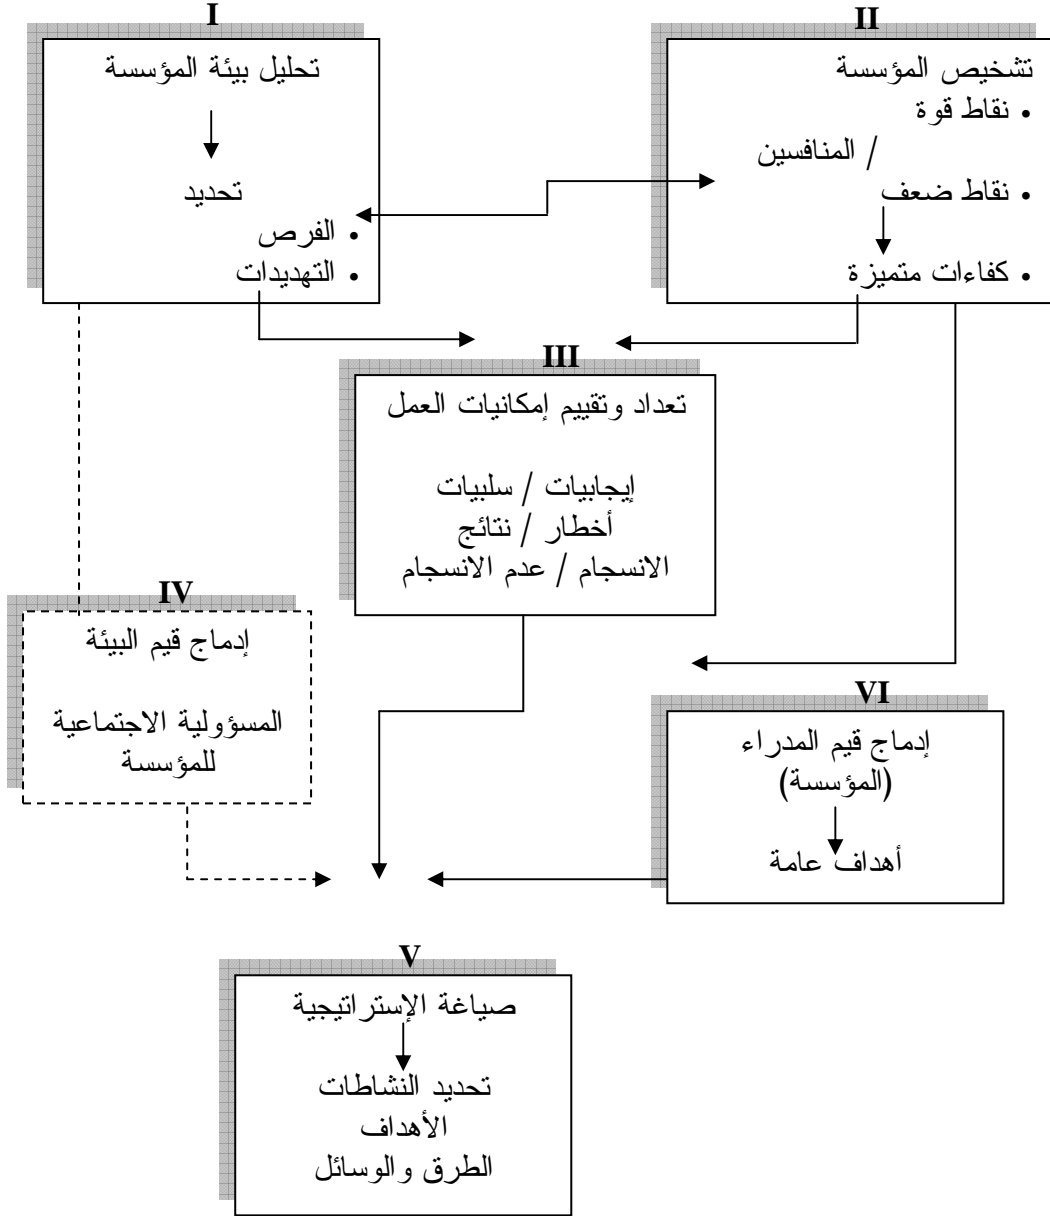 I
تحليل بيئة المؤسسة
تحديد
• الفرص
• التهديدات
II
تشخيص المؤسسة
• نقاط قوة
/ المنافسين
• نقاط ضعف
• كفاءات متميزة
III
تعداد وتقييم إمكانيات العمل
إيجابيات / سلبيات
أخطار / نتائج
الانسجام / عدم الانسجام
IV
إدماج قيم البيئة
المسؤولية الاجتماعية
للمؤسسة
VI
إدماج قيم المدراء
(المؤسسة)
أهداف عامة
V
صياغة الإستراتيجية
تحديد النشاطات
الأهداف
الطرق والوسائل